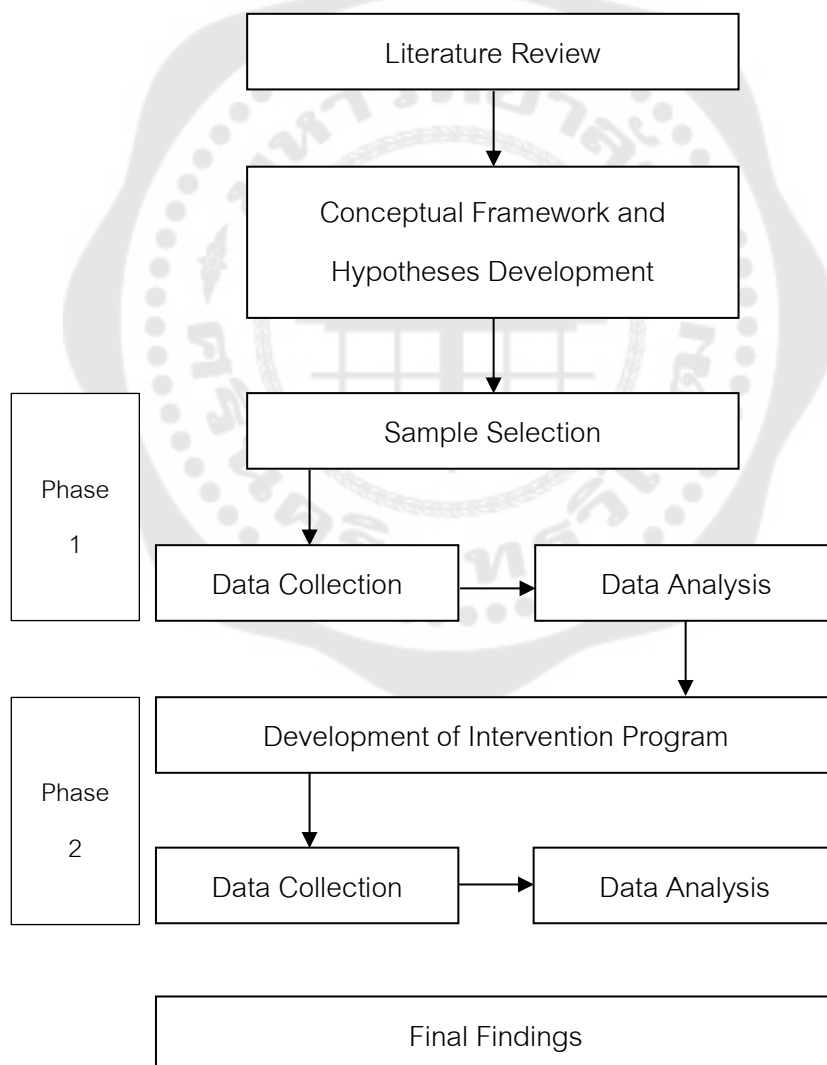 Literature Review
Conceptual Framework and
Hypotheses Development
Phase
1
Sample Selection
Data Collection
Data Analysis
Phase
2
Development of Intervention Program
Data Collection
Data Analysis
Final Findings